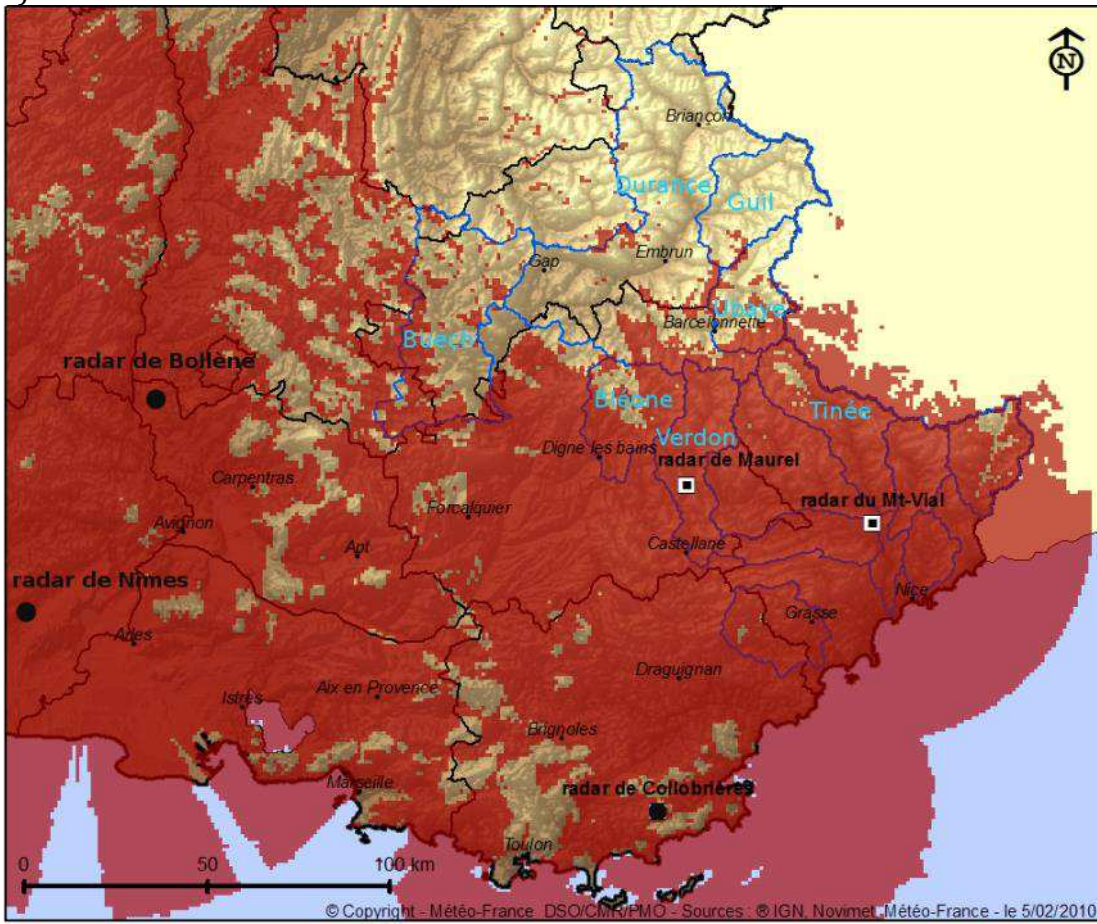 N
Briançon
Durance
Guil
Embrun
Gap
Ubaye
Barcelonnette
Buech
radar de Bollène
Bléone
Tinée
Verdon
Digne les bains
radar de Maurel
Carpentras
radar du Mt-Vial
Forcalquier
Avignon
Apt
Castellane
radar de Nîmes
Nice
Grasse
Arles
Draguignan
Aix en Provence
Istres
Brignoles
Marseille
radar de Collobrières
Toulon
0 50 100 km
© Copyright - Météo-France DSO/CMR/PMO - Sources : ® IGN, Novimet, Météo-France - le 5/02/2010